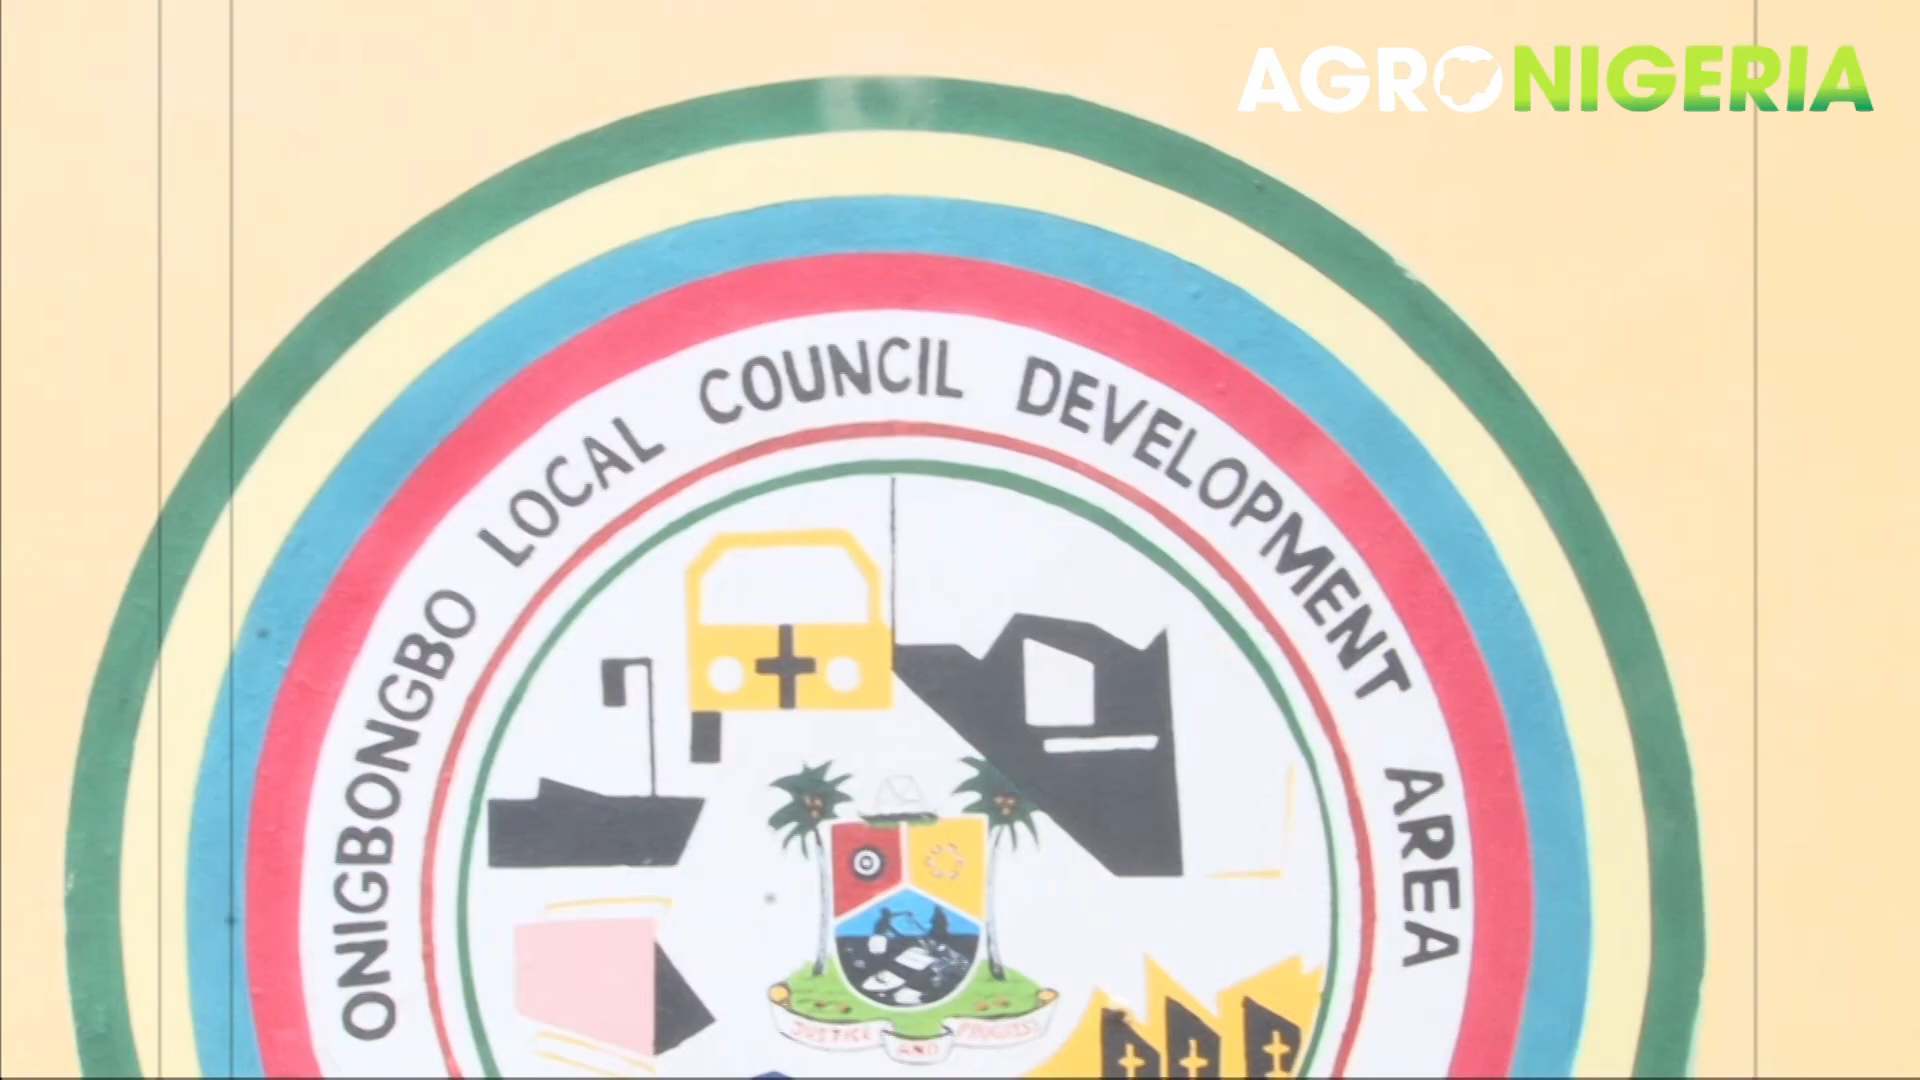 AGRONIGERIA
ONIGBONGBO LOCAL COUNCIL DEVELOPMENT AREA
JUSTICE AND PROGRESS